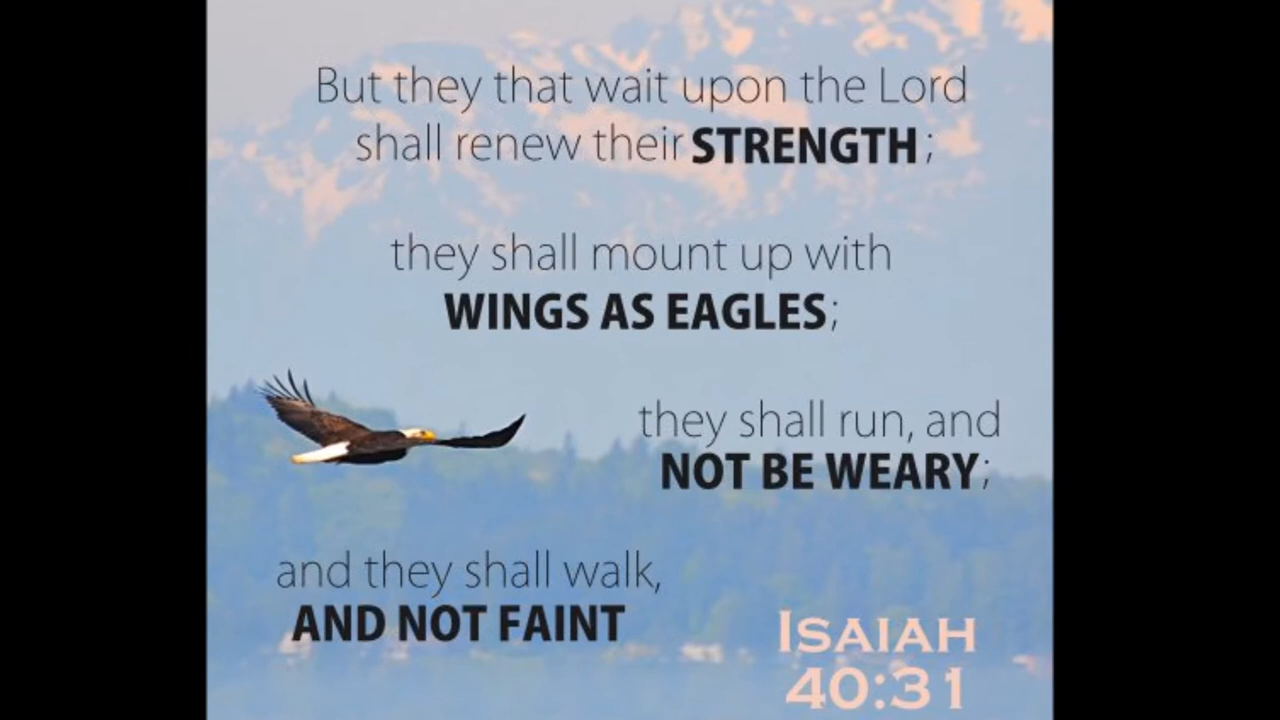 But they that wait upon the Lord
shall renew their STRENGTH;
they shall mount up with
WINGS AS EAGLES;
they shall run, and
NOT BE WEARY;
and they shall walk,
AND NOT FAINT
ISAIAH
40:31